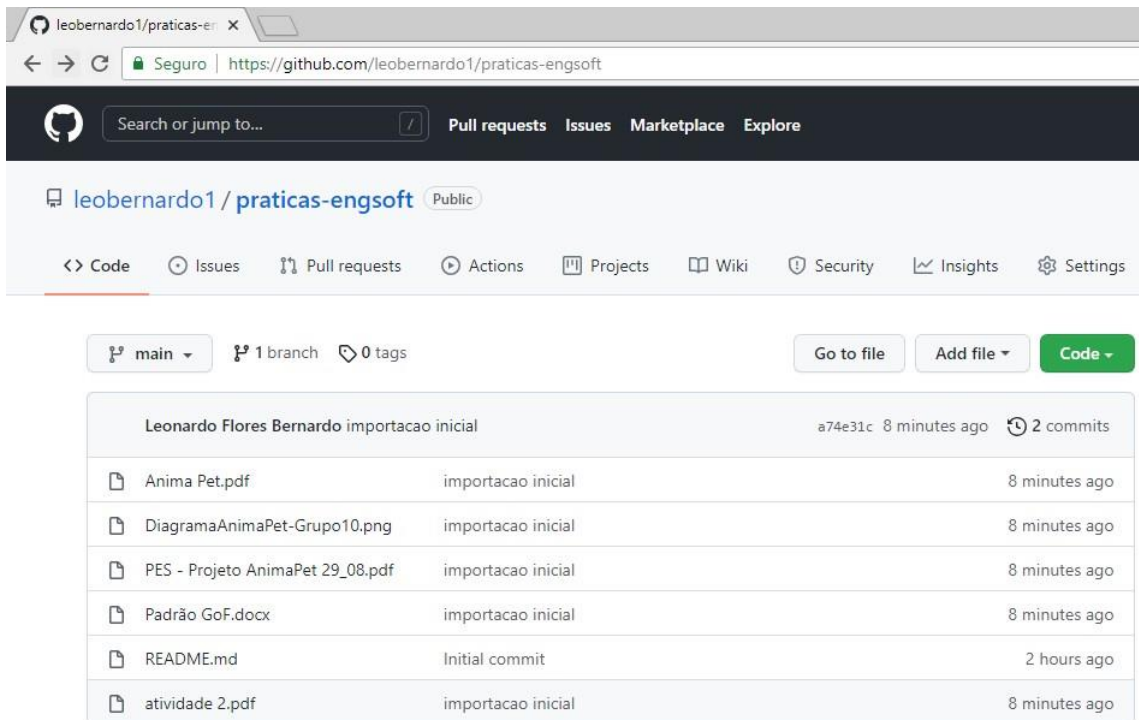 leobernardo1/praticas-en
Seguro | https://github.com/leobernardo1/praticas-engsoft
Search or jump to... / Pull requests Issues Marketplace Explore
leobernardo1 / praticas-engsoft Public
<> Code Issues Pull requests Actions Projects Wiki Security Insights Settings
main 1 branch 0 tags Go to file Add file Code
Leonardo Flores Bernardo importacao inicial a74e31c 8 minutes ago 2 commits
Anima Pet.pdf importacao inicial 8 minutes ago
DiagramaAnimaPet-Grupo10.png importacao inicial 8 minutes ago
PES - Projeto AnimaPet 29_08.pdf importacao inicial 8 minutes ago
Padrão GoF.docx importacao inicial 8 minutes ago
README.md Initial commit 2 hours ago
atividade 2.pdf importacao inicial 8 minutes ago